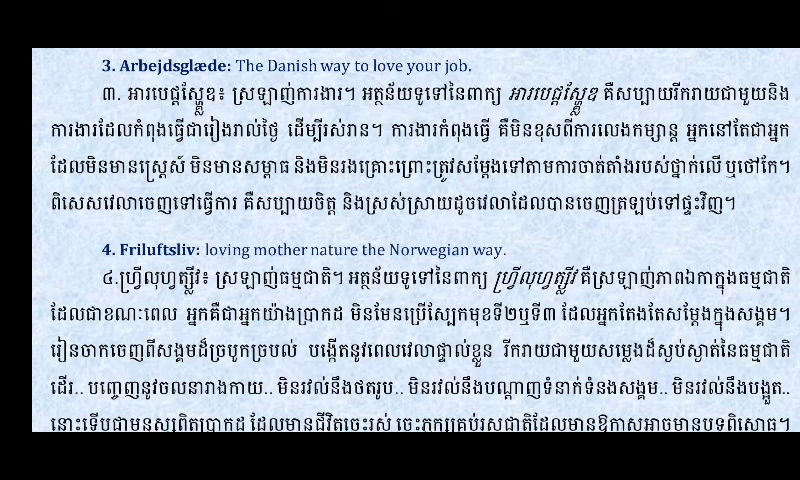 3. Arbejdsglæde: The Danish way to love your job.
៣. អារបេជ្តស្ហ្គ្លេឌ៖ ស្រឡាញ់ការងារ។ អត្ថន័យទូទៅនៃពាក្យ អារបេជ្តស្ហ្គ្លេឌ គឺសប្បាយរីករាយជាមួយនិង
ការងារដែលកំពុងធ្វើជារៀងរាល់ថ្ងៃ ដើម្បីរស់រាន។ ការងារកំពុងធ្វើ គឺមិនខុសពីការលេងកម្សាន្ត អ្នកនៅតែជាអ្នក
ដែលមិនមានស្ត្រេស៍ មិនមានសម្ពាធ និងមិនរងគ្រោះព្រោះត្រូវសម្តែងទៅតាមការចាត់តាំងរបស់ថ្នាក់លើ ឬថៅកែ។
ពិសេសវេលាចេញទៅធ្វើការ គឺសប្បាយចិត្ត និងស្រស់ស្រាយដូចវេលាដែលបានចេញត្រឡប់ទៅផ្ទះវិញ។
4. Friluftsliv: loving mother nature the Norwegian way.
៤.ហ្រ្វីលុហ្វត្ស្លីវ៖ ស្រឡាញ់ធម្មជាតិ។ អត្ថន័យទូទៅនៃពាក្យ ហ្រ្វីលុហ្វត្ស្លីវ គឺស្រឡាញ់ភាពឯកាក្នុងធម្មជាតិ
ដែលជាខណៈពេល អ្នកគឺជាអ្នកយ៉ាងប្រាកដ មិនមែនប្រើស្បែកមុខទី២ឬទី៣ ដែលអ្នកតែងតែសម្តែងក្នុងសង្គម។
រៀនចាកចេញពីសង្គមដ៏ច្របូកច្របល់ បង្កើតនូវពេលវេលាផ្ទាល់ខ្លួន រីករាយជាមួយសម្លេងដ៏ស្ងប់ស្ងាត់នៃធម្មជាតិ
ដើរ.. បញ្ចេញនូវចលនារាងកាយ.. មិនរវល់នឹងថតរូប.. មិនរវល់នឹងបណ្តាញទំនាក់ទំនងសង្គម.. មិនរវល់នឹងបង្អួត..
នោះទើបជាមនុស្សពិតប្រាកដ ដែលមានជីវិតចេះរស់ ចេះភ្លក្សគ្រប់រសជាតិដែលមានឱកាសអាចមានបទពិសោធ។